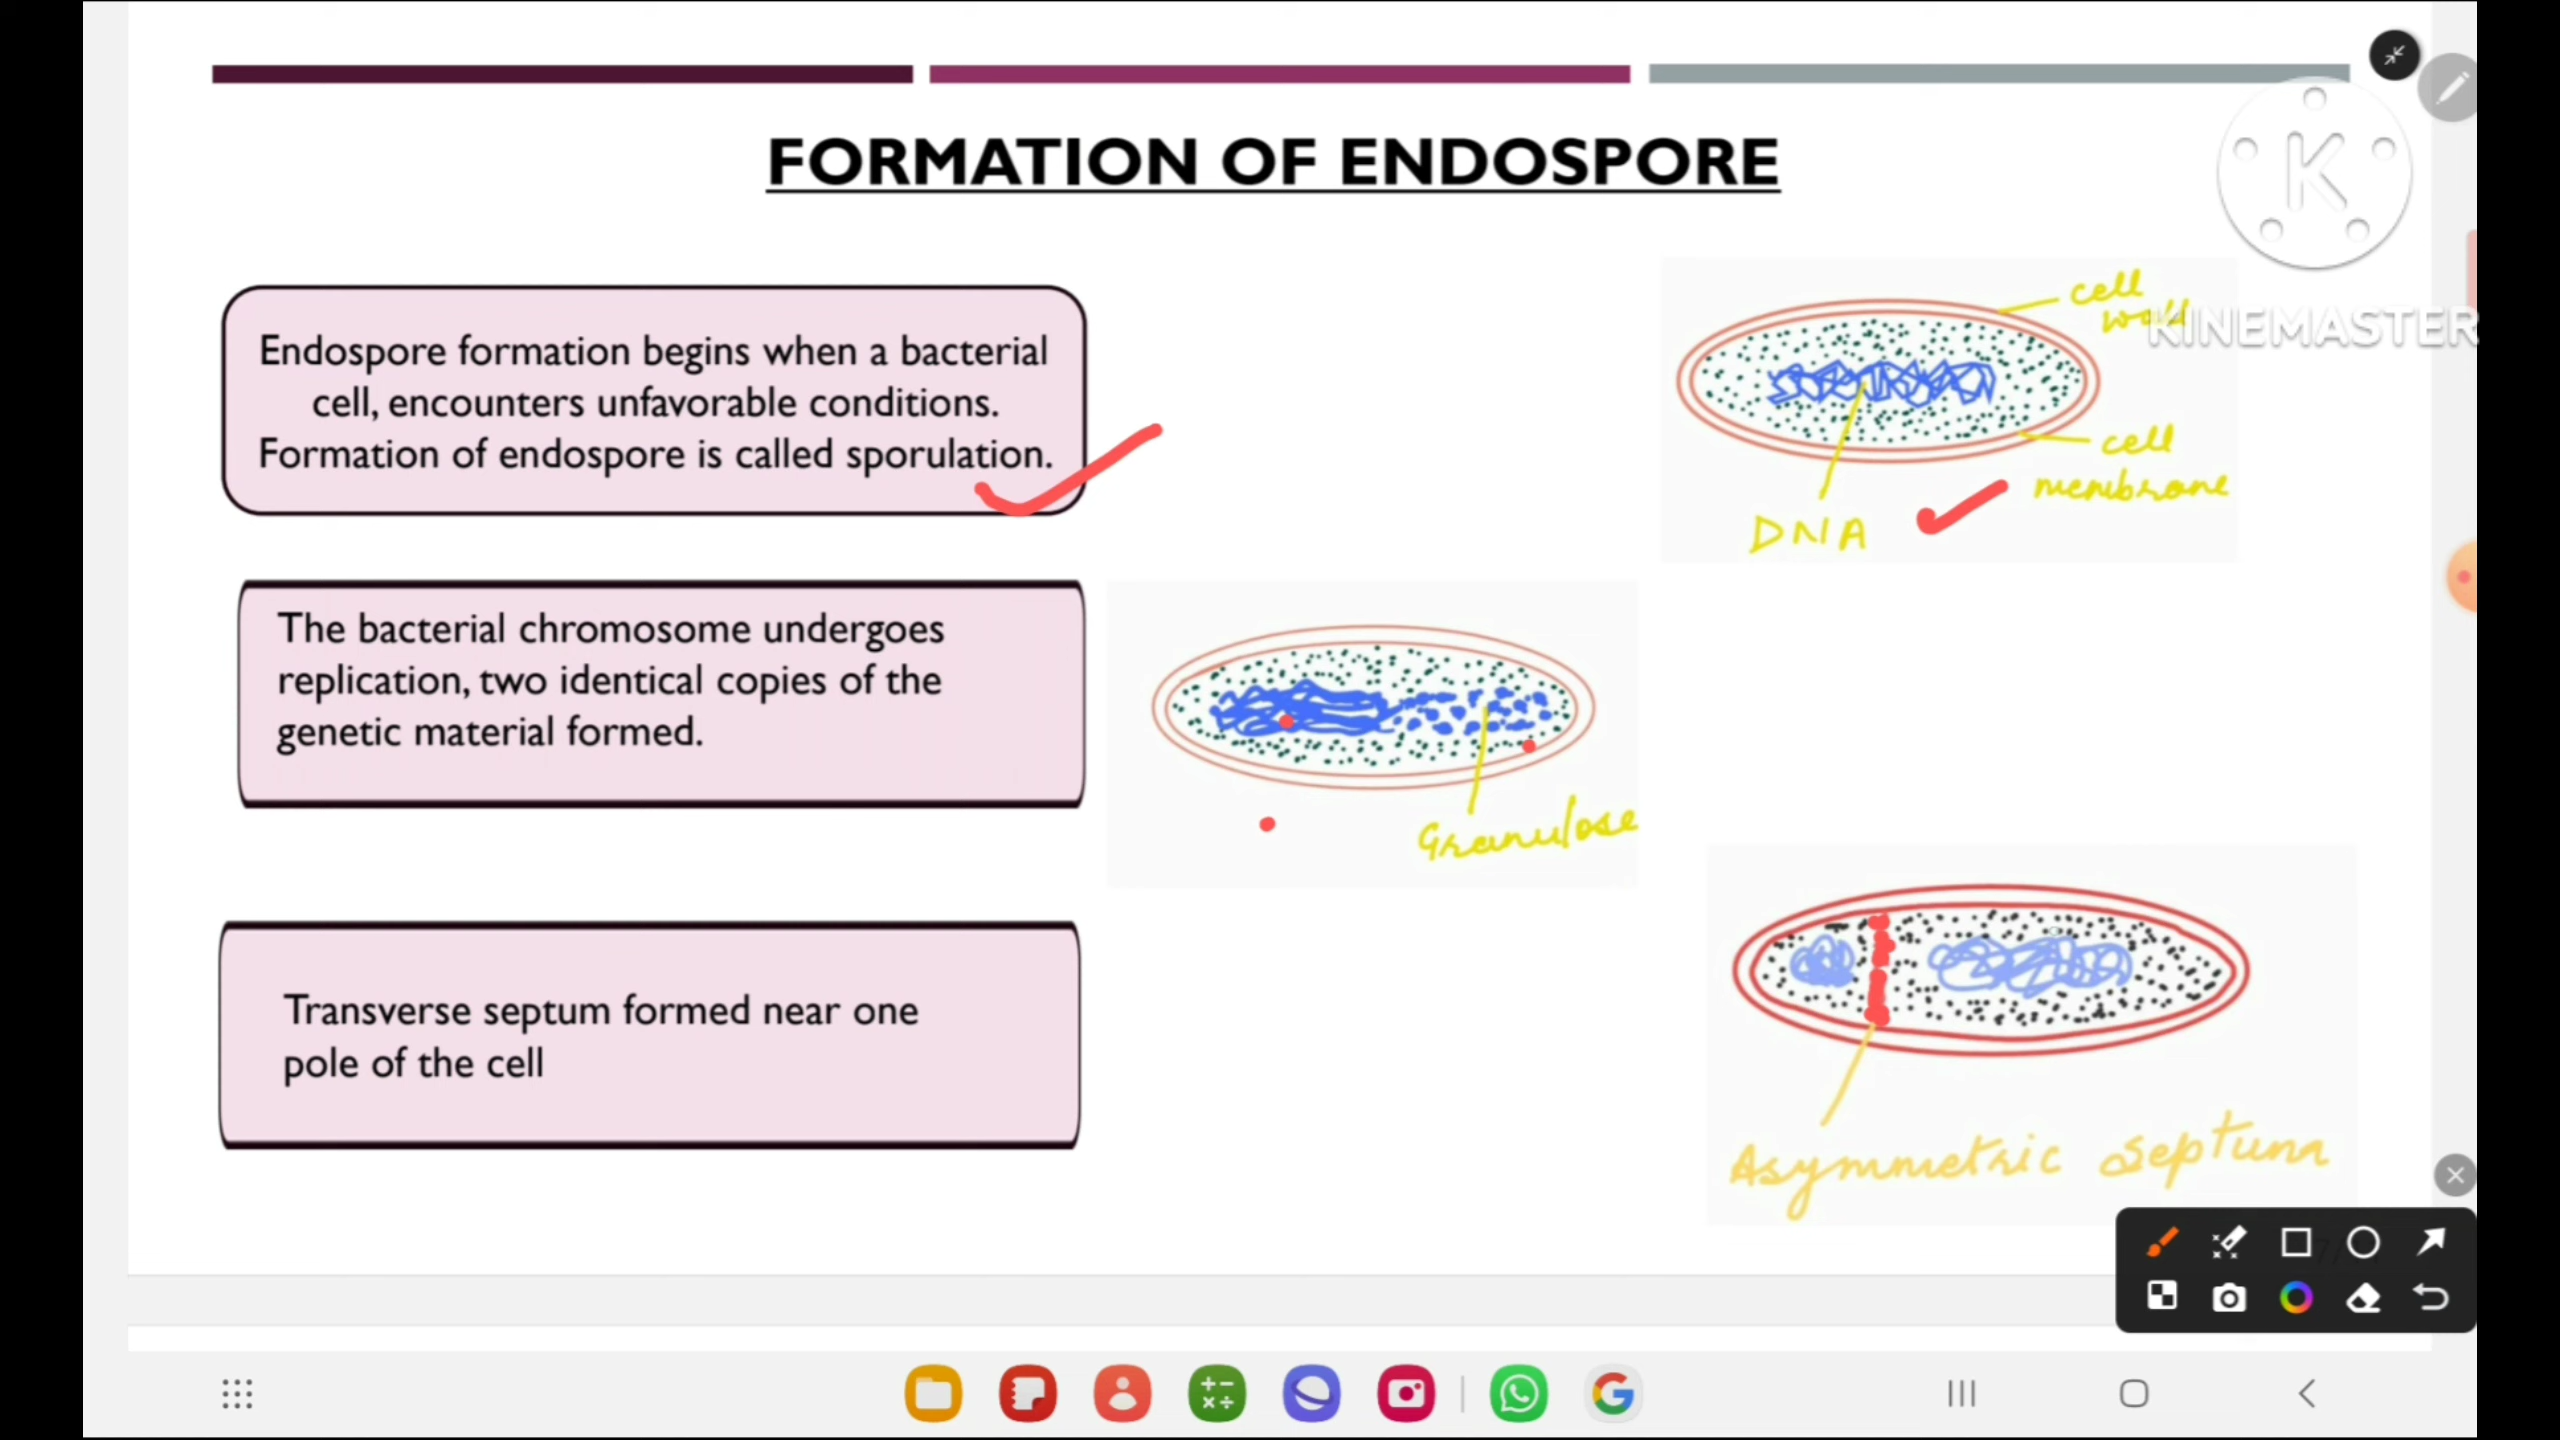 FORMATION OF ENDOSPORE
Endospore formation begins when a bacterial
cell, encounters unfavorable conditions.
Formation of endospore is called sporulation.
cell
wall
K
KINEMASTER
cell
membrane
DNA
The bacterial chromosome undergoes
replication, two identical copies of the
genetic material formed.
Granulose
Transverse septum formed near one
pole of the cell
Asymmetric septum